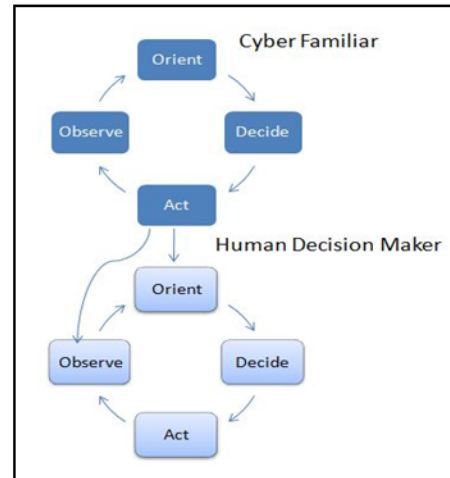 Cyber Familiar
Orient
Observe
Decide
Act
Human Decision Maker
Orient
Observe
Decide
Act